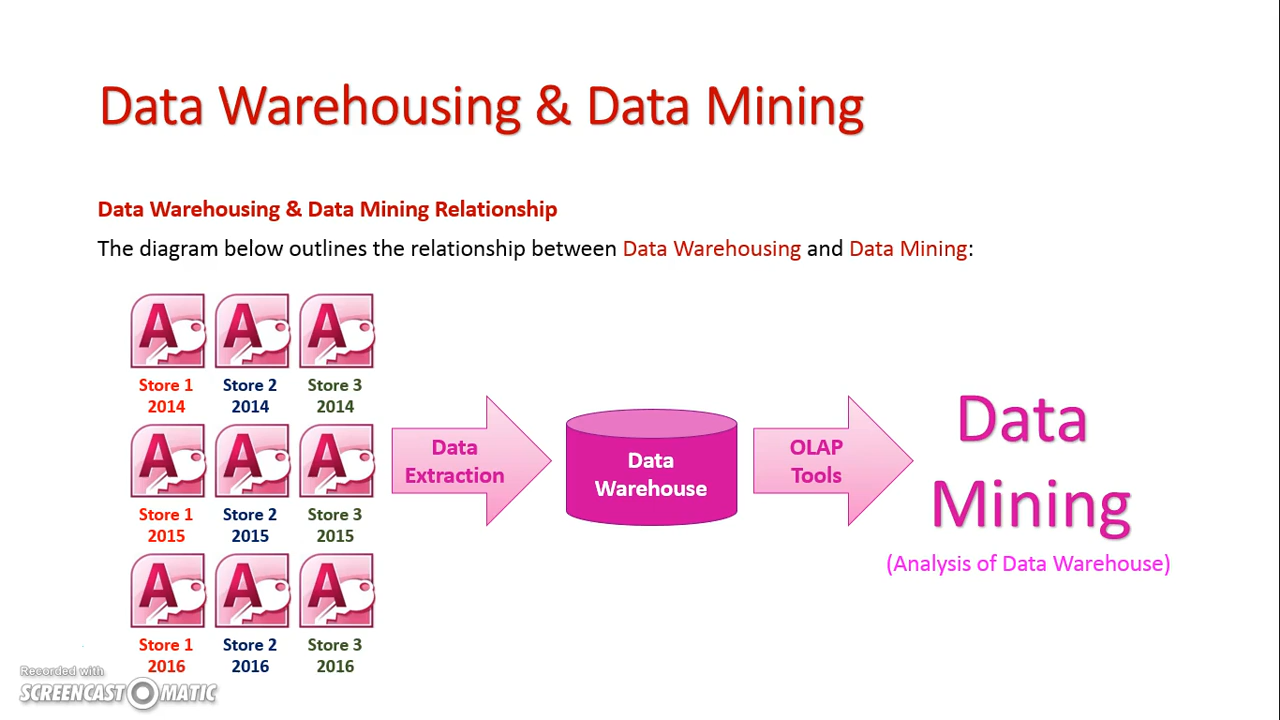 Data Warehousing & Data Mining
Data Warehousing & Data Mining Relationship
The diagram below outlines the relationship between Data Warehousing and Data Mining:
A A A
Store 1 Store 2 Store 3
2014 2014 2014
A A A
Store 1 Store 2 Store 3
2015 2015 2015
A A A
Store 1 Store 2 Store 3
2016 2016 2016
Data
Extraction
Data
Warehouse
OLAP
Tools
Data
Mining
(Analysis of Data Warehouse)
Recorded with
SCREENCAST MATIC